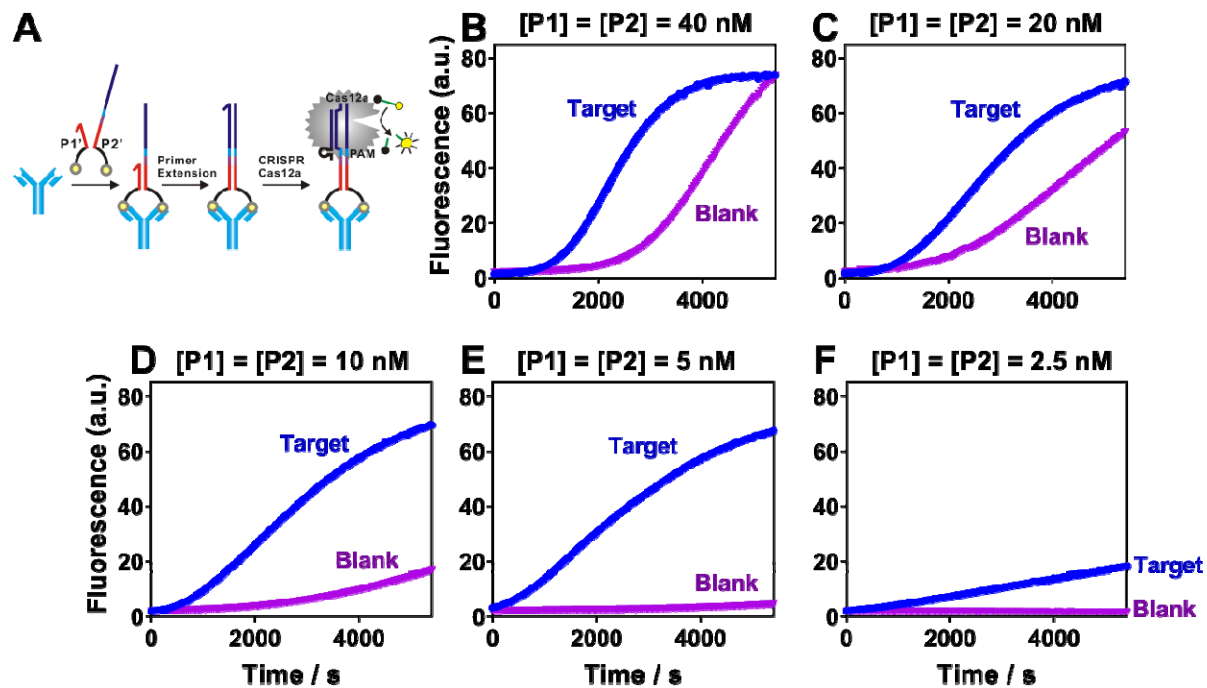 A
P1'
P2'
Primer
Extension
CRISPR
Cas12a
Cas12a
PAM
B
[P1] = [P2] = 40 nM
Fluorescence (a.u.)
80
60
40
20
0
Target
Blank
0
2000
4000
C
[P1] = [P2] = 20 nM
80
60
40
20
0
Target
Blank
0
2000
4000
D
[P1] = [P2] = 10 nM
Fluorescence (a.u.)
80
60
40
20
0
Target
Blank
0
2000
4000
Time / s
E
[P1] = [P2] = 5 nM
80
60
40
20
0
Target
Blank
0
2000
4000
Time / s
F
[P1] = [P2] = 2.5 nM
80
60
40
20
0
Target
Blank
0
2000
4000
Time / s